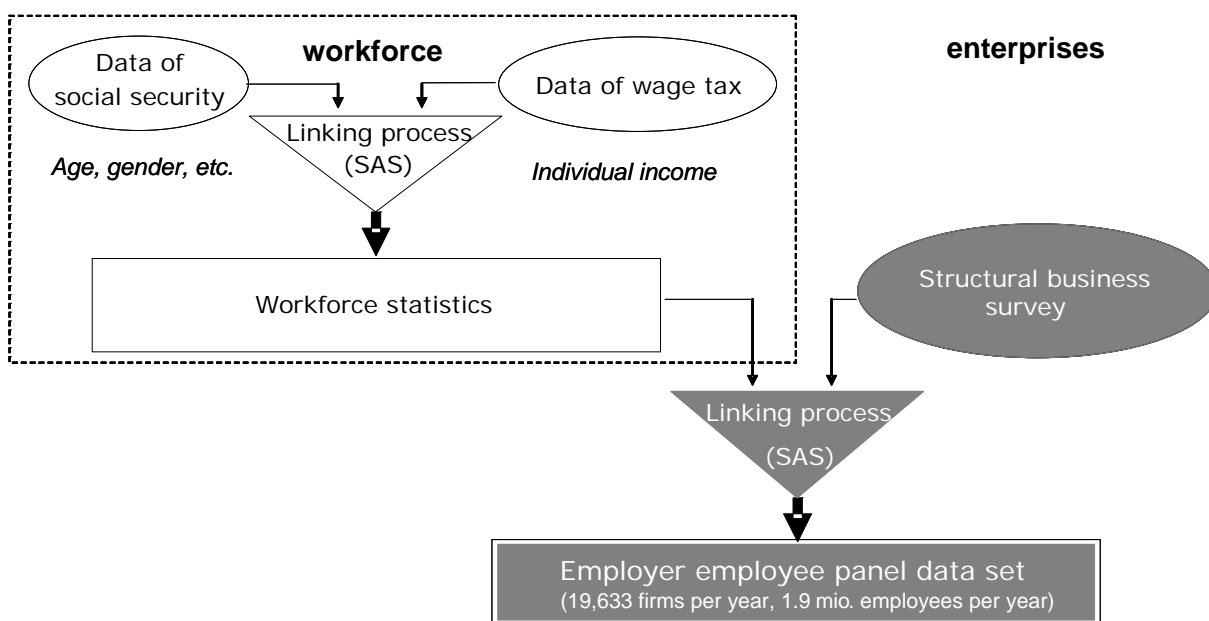 workforce
enterprises
Data of
social security
Data of wage tax
Linking process
(SAS)
Age, gender, etc.
Individual income
Workforce statistics
Structural business
survey
Linking process
(SAS)
Employer employee panel data set
(19,633 firms per year, 1.9 mio. employees per year)